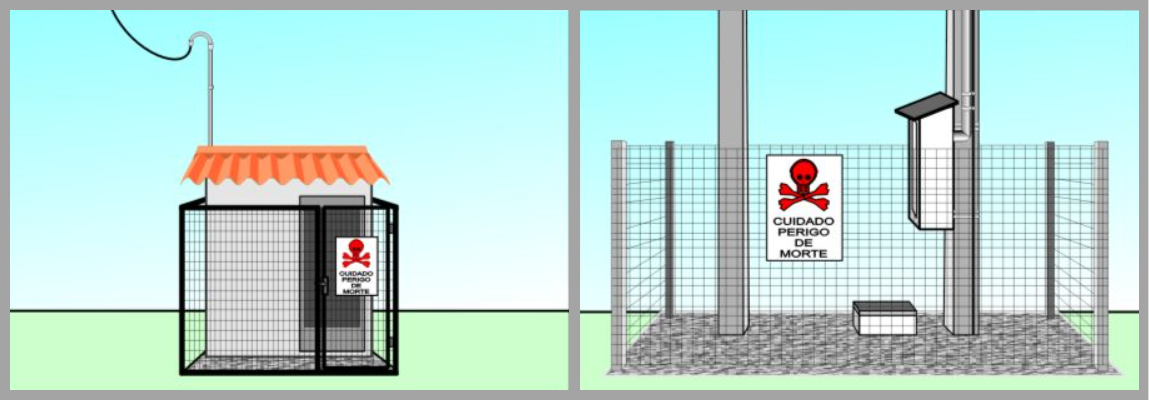 CUIDADO
PERIGO
DE
MORTE
CUIDADO
PERIGO
DE
MORTE